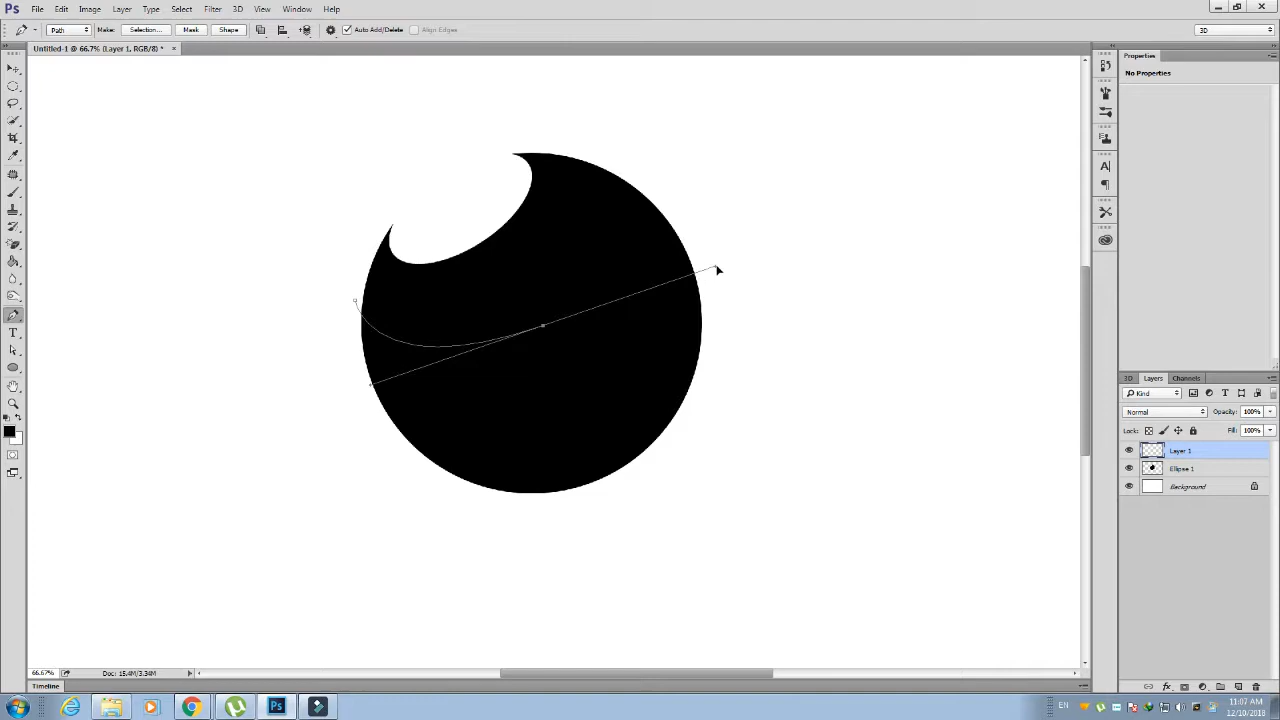 Ps File Edit Image Layer Type Select Filter 3D View Window Help
Path Make: Selection... Mask Shape Auto Add/Delete Align Edges 3D
Untitled-1 @ 66.7% (Layer 1, RGB/8) *
Properties
No Properties
3D Layers Channels
Kind
Normal Opacity: 100%
Lock: Fill: 100%
Layer 1
Ellipse 1
Background
66.67% Doc: 15.4M/3.34M
Timeline
EN 11:07 AM
12/10/2018